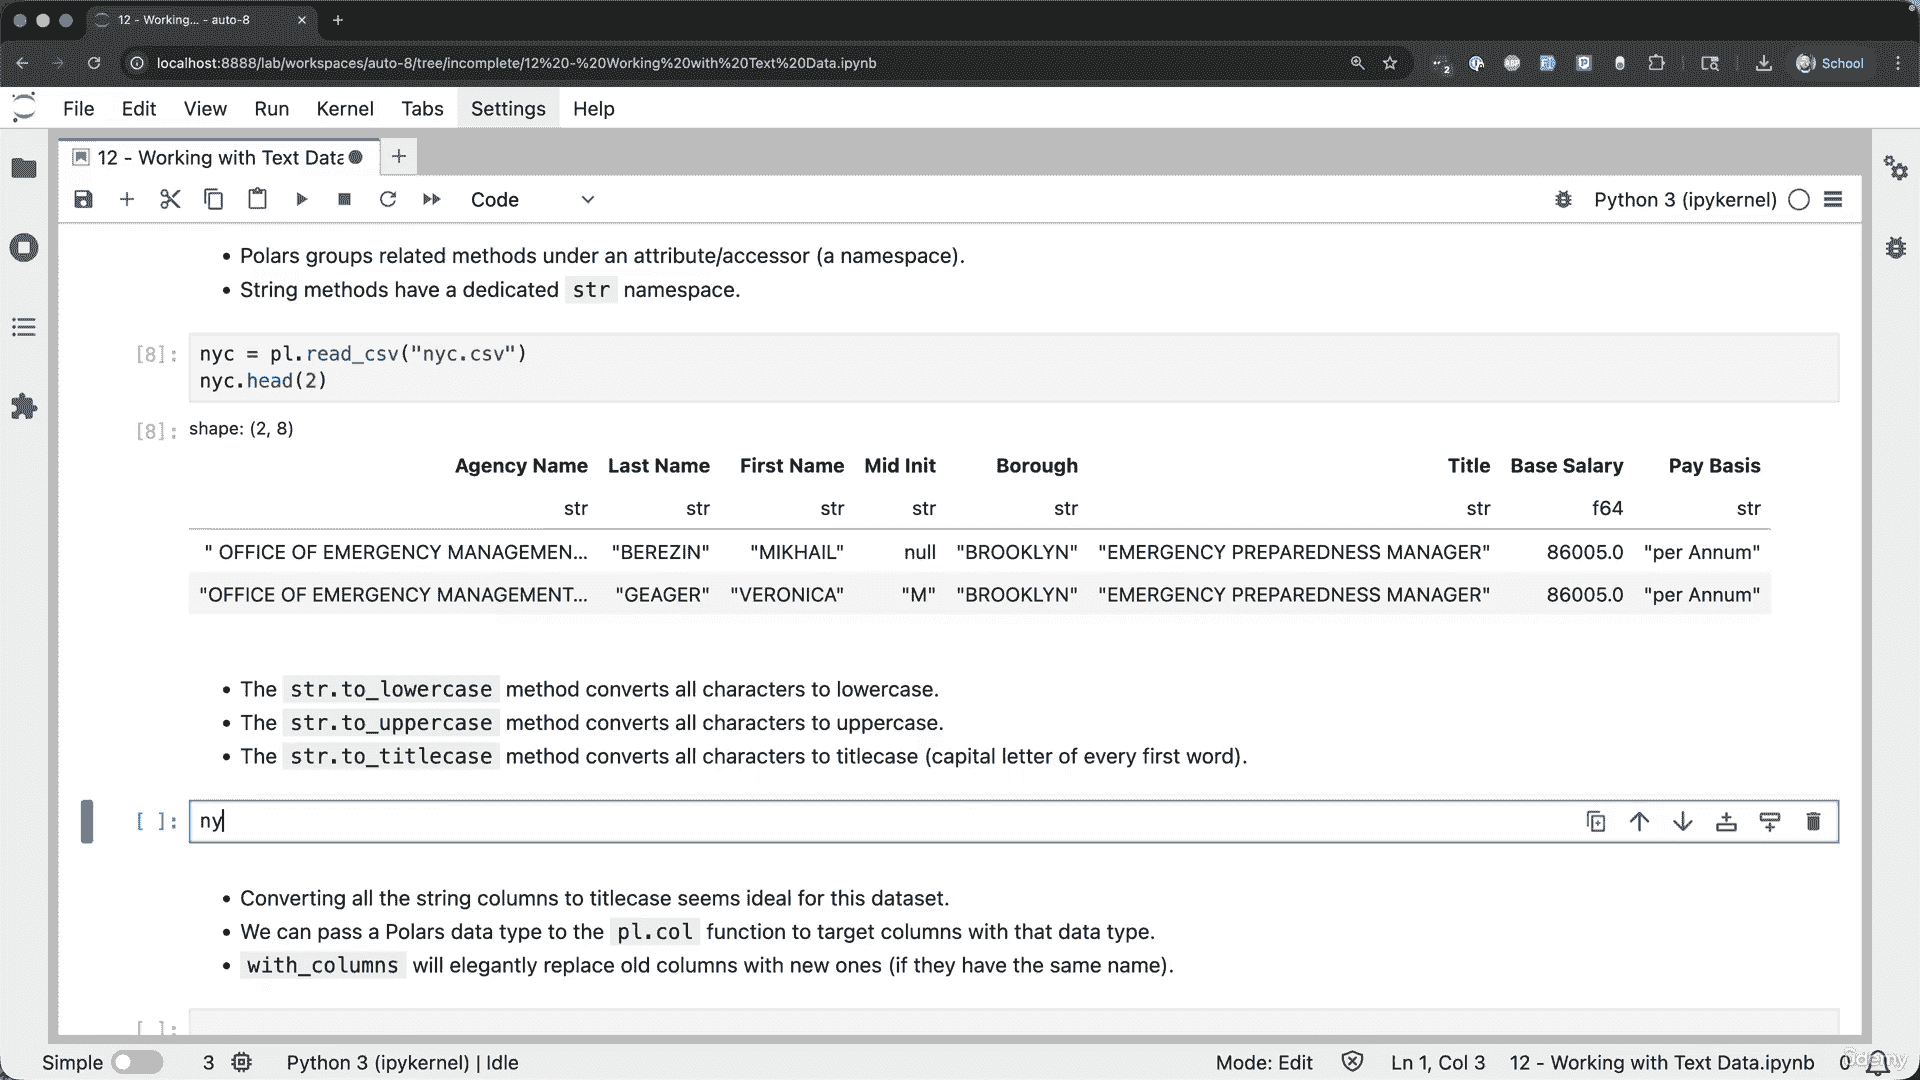 12 - Working... - auto-8
localhost:8888/lab/workspaces/auto-8/tree/incomplete/12%20-%20Working%20with%20Text%20Data.ipynb
2
ABP
School
File Edit View Run Kernel Tabs Settings Help
12 - Working with Text Data
Code
Python 3 (ipykernel)
• Polars groups related methods under an attribute/accessor (a namespace).
• String methods have a dedicated str namespace.
[8]: nyc = pl.read_csv("nyc.csv")
nyc.head(2)
[8]: shape: (2, 8)
Agency Name Last Name First Name Mid Init Borough Title Base Salary Pay Basis
str str str str str str f64 str
" OFFICE OF EMERGENCY MANAGEMEN... "BEREZIN" "MIKHAIL" null "BROOKLYN" "EMERGENCY PREPAREDNESS MANAGER" 86005.0 "per Annum"
"OFFICE OF EMERGENCY MANAGEMENT... "GEAGER" "VERONICA" "M" "BROOKLYN" "EMERGENCY PREPAREDNESS MANAGER" 86005.0 "per Annum"
• The str.to_lowercase method converts all characters to lowercase.
• The str.to_uppercase method converts all characters to uppercase.
• The str.to_titlecase method converts all characters to titlecase (capital letter of every first word).
[ ]: ny
• Converting all the string columns to titlecase seems ideal for this dataset.
• We can pass a Polars data type to the pl.col function to target columns with that data type.
• with_columns will elegantly replace old columns with new ones (if they have the same name).
[ ]:
Simple 3 Python 3 (ipykernel) | Idle Mode: Edit Ln 1, Col 3 12 - Working with Text Data.ipynb 0
Udemy